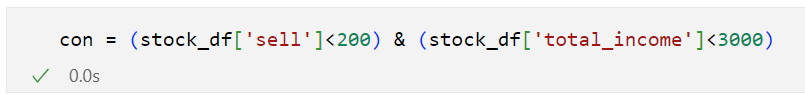 con = (stock_df['sell']<200) & (stock_df['total_income']<3000)
0.0s